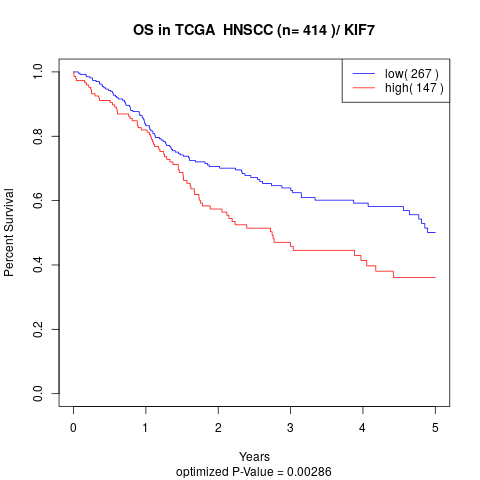 OS in TCGA  HNSCC (n= 414 )/ KIF7
low( 267 )
high( 147 )
Percent Survival
1.0
0.8
0.6
0.4
0.2
0.0
0 1 2 3 4 5
Years
optimized P-Value = 0.00286